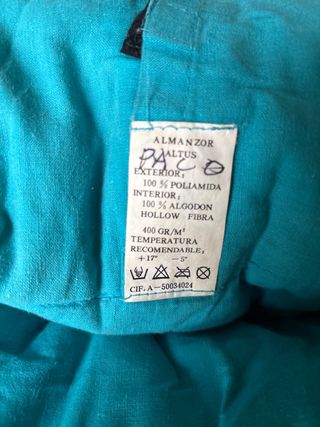 ALMANZOR
ALTUS
PACO
EXTERIOR:
100 % POLIAMIDA
INTERIOR:
100 % ALGODON
HOLLOW FIBRA
400 GR/M²
TEMPERATURA
RECOMENDABLE:
+17° −5°
CIF. A-50034024